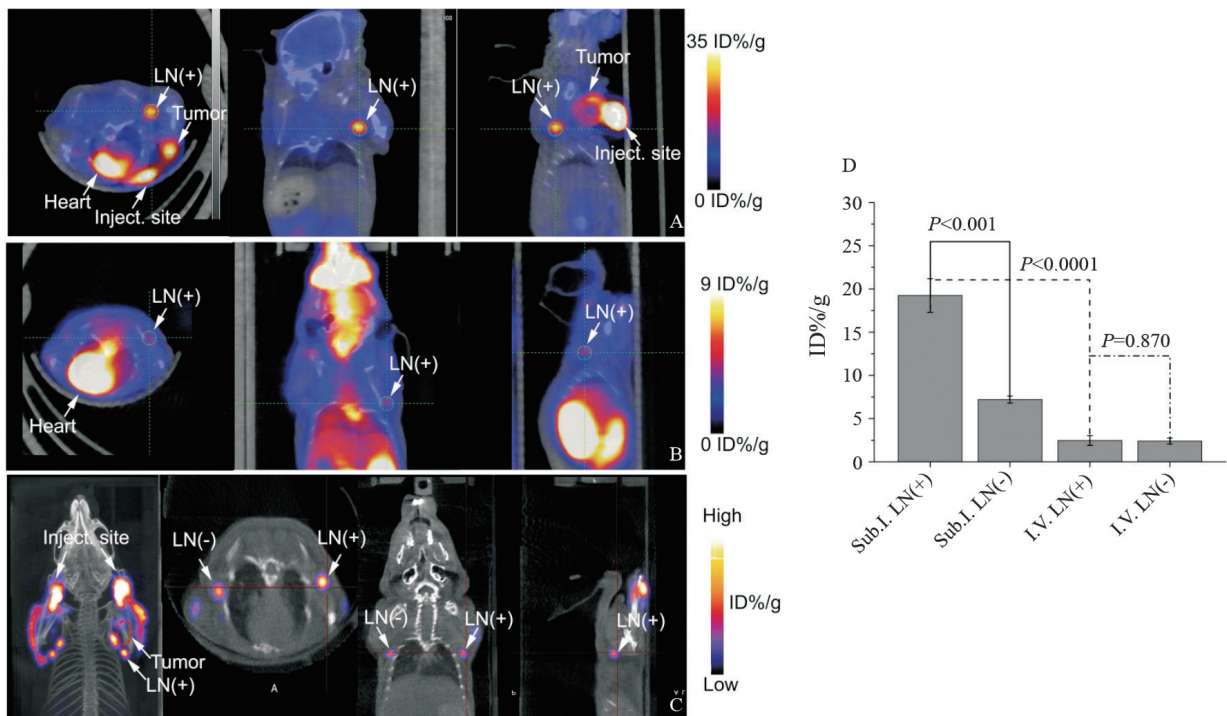 LN(+)
Tumor
Heart
Inject. site
LN(+)
Tumor
LN(+)
Inject. site
A
35 ID%/g
0 ID%/g
LN(+)
Heart
LN(+)
LN(+)
B
9 ID%/g
0 ID%/g
Inject. site
Tumor
LN(+)
LN(-)
LN(+)
A
LN(-)
LN(+)
LN(+)
C
High
ID%/g
Low
D
ID%/g
30
25
20
15
10
5
0
P<0.001
P<0.0001
P=0.870
Sub.I. LN(+)
Sub.I. LN(-)
I.V. LN(+)
I.V. LN(-)